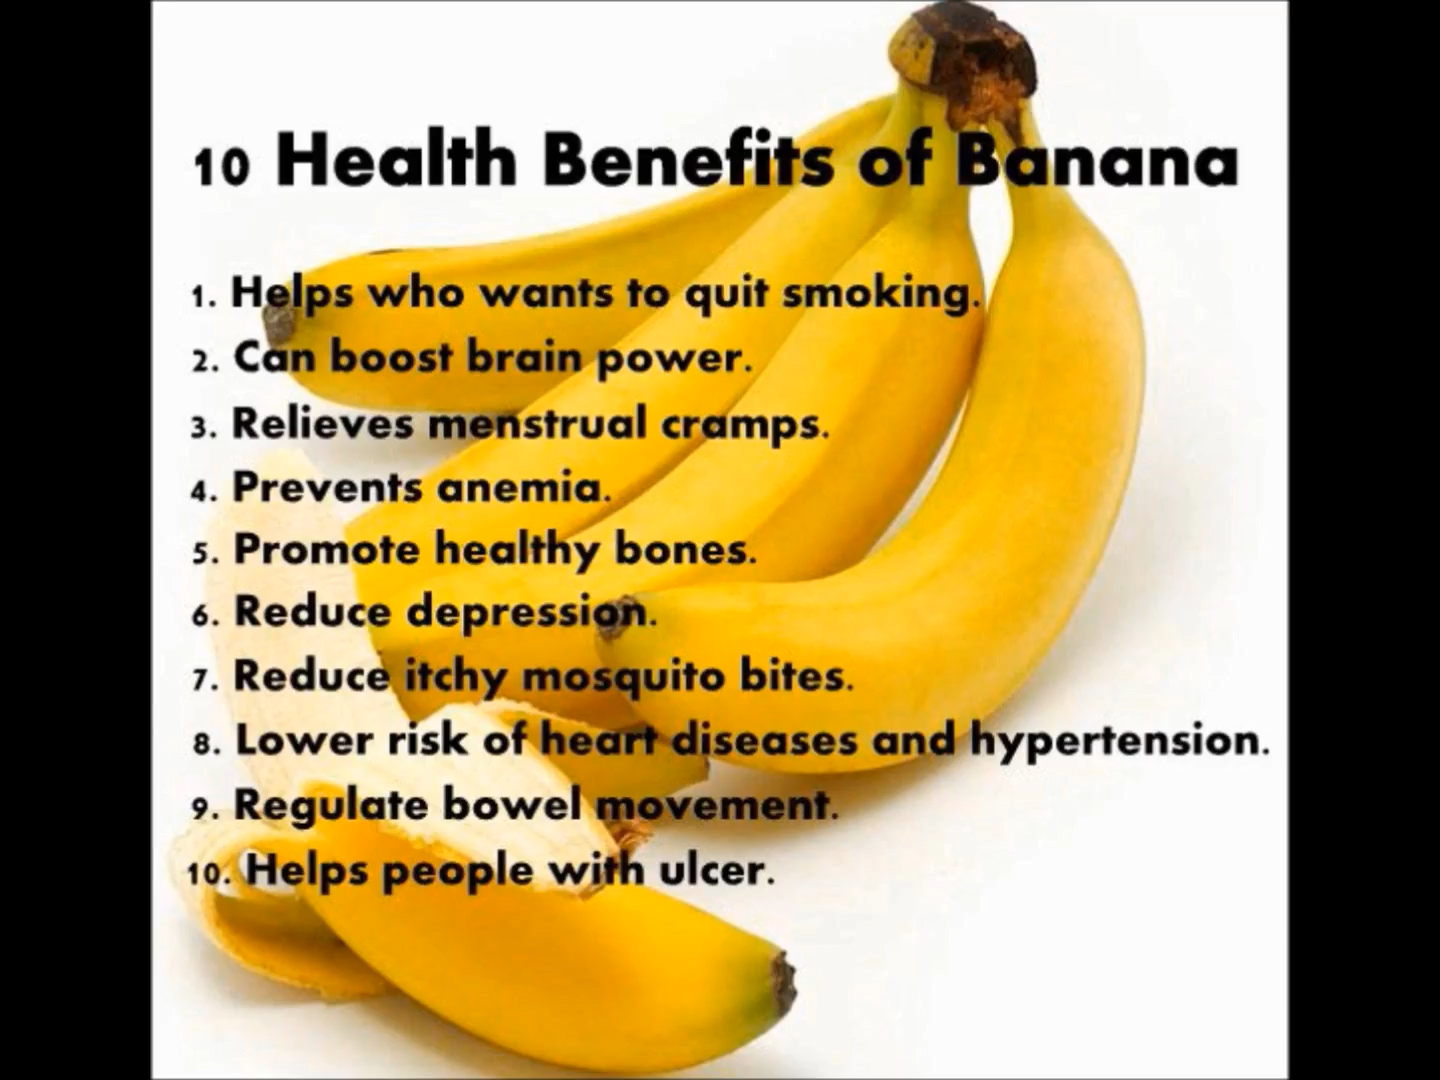 10 Health Benefits of Banana
1. Helps who wants to quit smoking.
2. Can boost brain power.
3. Relieves menstrual cramps.
4. Prevents anemia.
5. Promote healthy bones.
6. Reduce depression.
7. Reduce itchy mosquito bites.
8. Lower risk of heart diseases and hypertension.
9. Regulate bowel movement.
10. Helps people with ulcer.